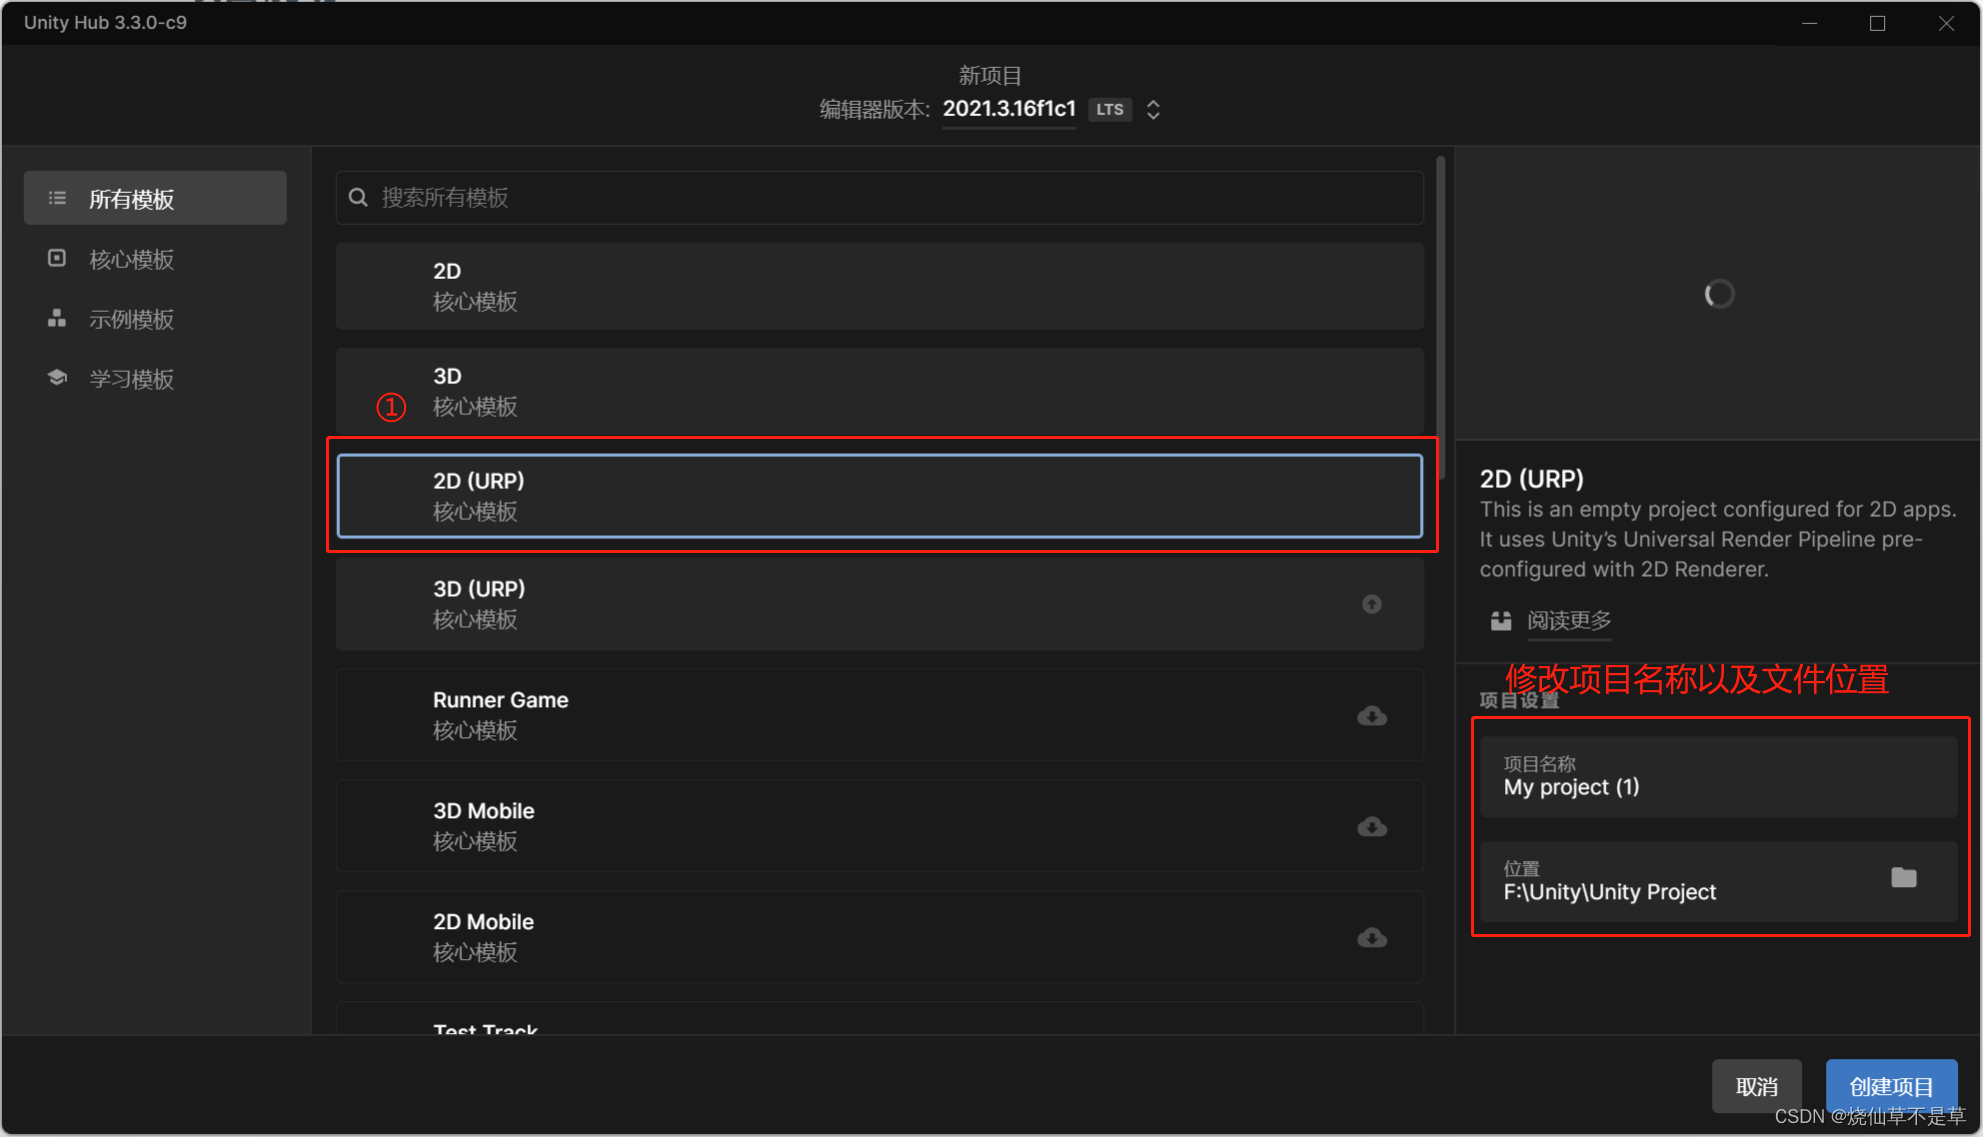 Unity Hub 3.3.0-c9
新项目
编辑器版本: 2021.3.16f1c1 LTS
所有模板
核心模板
示例模板
学习模板
搜索所有模板
2D
核心模板
3D
核心模板
①
2D (URP)
核心模板
3D (URP)
核心模板
Runner Game
核心模板
3D Mobile
核心模板
2D Mobile
核心模板
Test Track
2D (URP)
This is an empty project configured for 2D apps.
It uses Unity’s Universal Render Pipeline pre-
configured with 2D Renderer.
阅读更多
修改项目名称以及文件位置
项目设置
项目名称
My project (1)
位置
F:\Unity\Unity Project
取消
创建项目
CSDN @烧仙草不是草